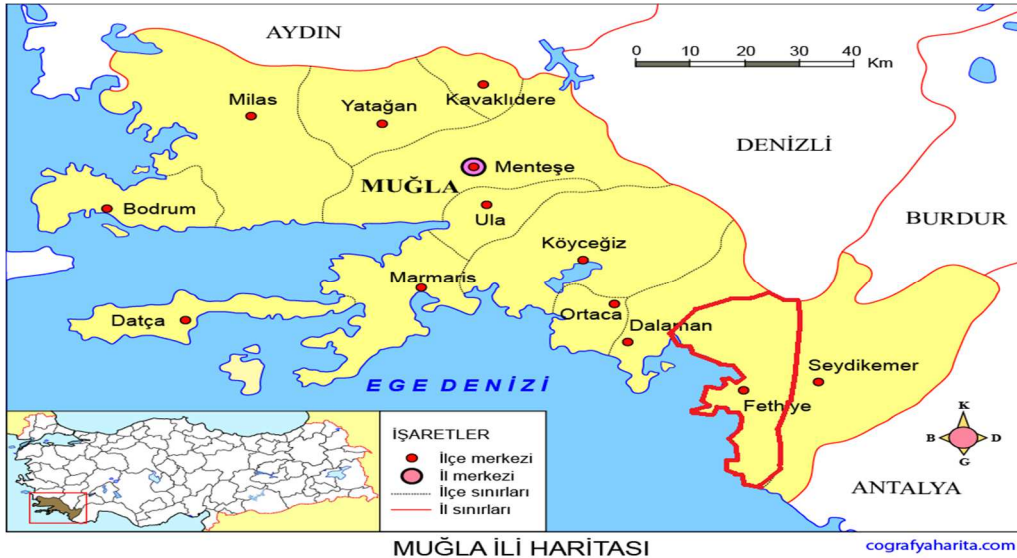 AYDIN
0 10 20 30 40
Km
Milas
Yatağan
Kavaklıdere
DENİZLİ
Menteşe
MUĞLA
Bodrum
Ula
BURDUR
Köyceğiz
Marmaris
Ortaca
Datça
Dalaman
Seydikemer
EGE DENİZİ
Fethiye
K
B D
G
ANTALYA
İŞARETLER
İlçe merkezi
İl merkezi
İlçe sınırları
İl sınırları
MUĞLA İLİ HARİTASI
cografyaharita.com